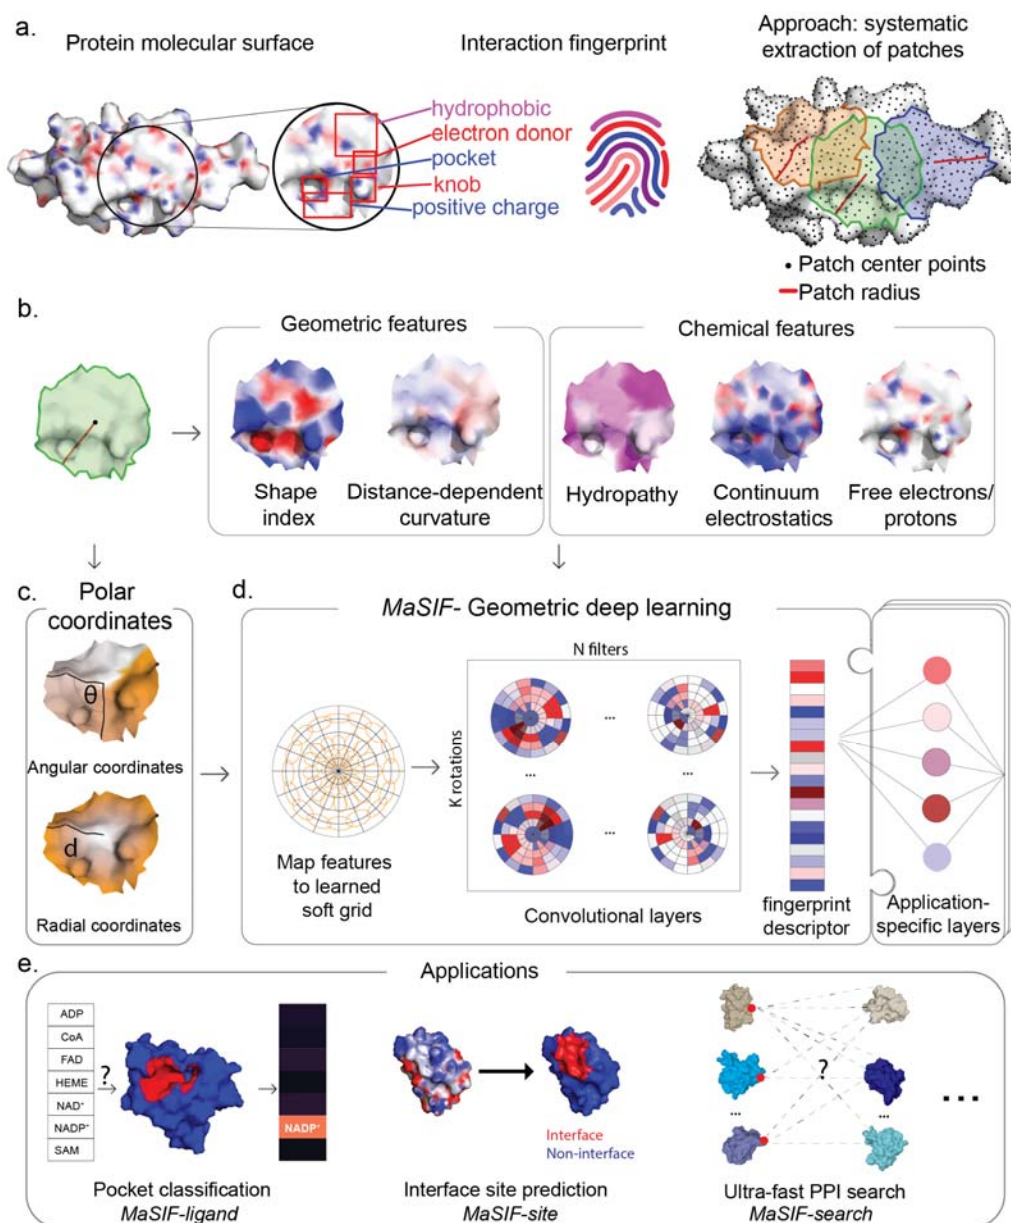 a.
Protein molecular surface
Interaction fingerprint
Approach: systematic
extraction of patches
hydrophobic
electron donor
pocket
knob
positive charge
Patch center points
Patch radius
b.
Geometric features
Chemical features
Shape
index
Distance-dependent
curvature
Hydropathy
Continuum
electrostatics
Free electrons/
protons
c.
Polar
coordinates
θ
Angular coordinates
d
Radial coordinates
d.
MaSIF- Geometric deep learning
Map features
to learned
soft grid
N filters
K rotations
...
...
...
...
Convolutional layers
fingerprint
descriptor
Application-
specific layers
e.
Applications
ADP
CoA
FAD
HEME
NAD+
NADP+
SAM
?
NADP+
Pocket classification
MaSIF-ligand
Interface
Non-interface
Interface site prediction
MaSIF-site
?
...
...
...
Ultra-fast PPI search
MaSIF-search